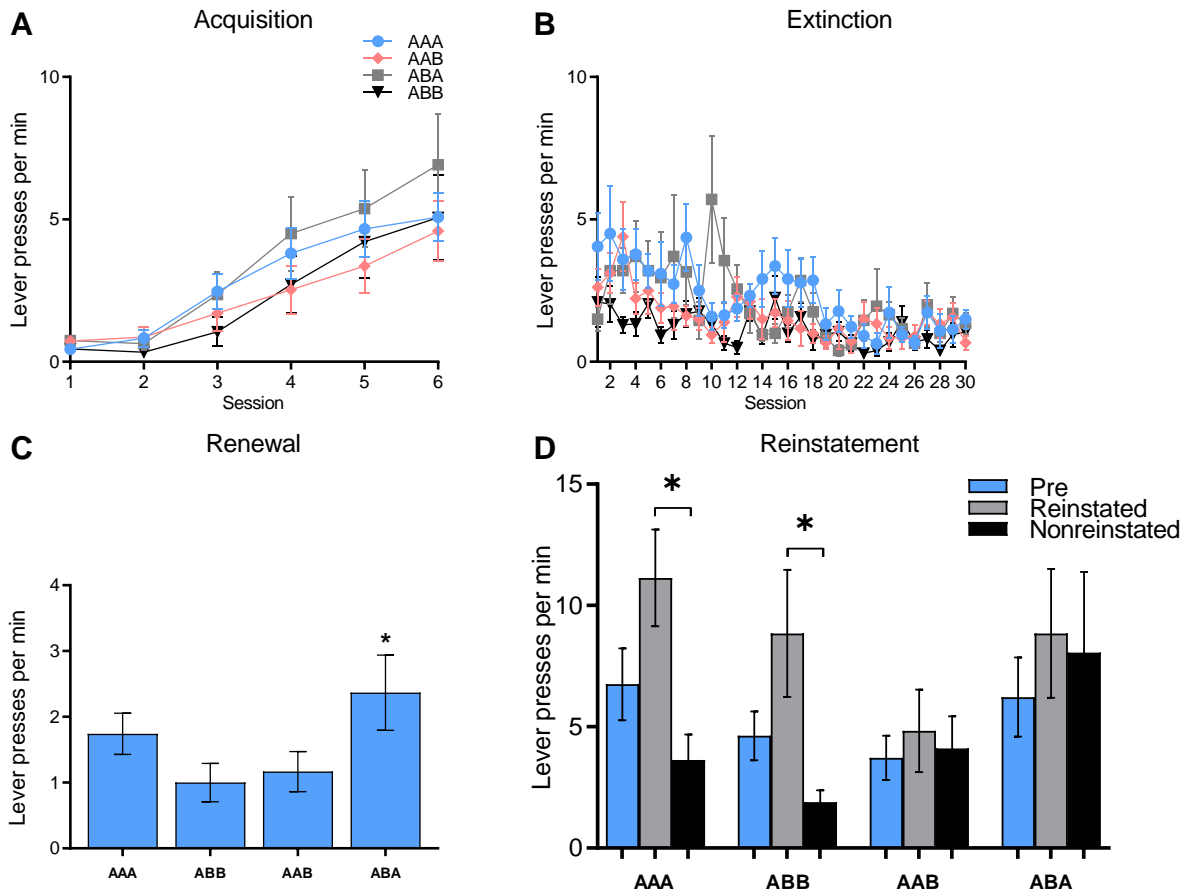 A
Acquisition
AAA
AAB
ABA
ABB
Lever presses per min
10
5
0
1 2 3 4 5 6
Session
B
Extinction
Lever presses per min
10
5
0
2 4 6 8 10 12 14 16 18 20 22 24 26 28 30
Session
C
Renewal
Lever presses per min
4
3
2
1
0
*
AAA ABB AAB ABA
D
Reinstatement
Pre
Reinstated
Nonreinstated
Lever presses per min
15
10
5
0
*
*
AAA ABB AAB ABA